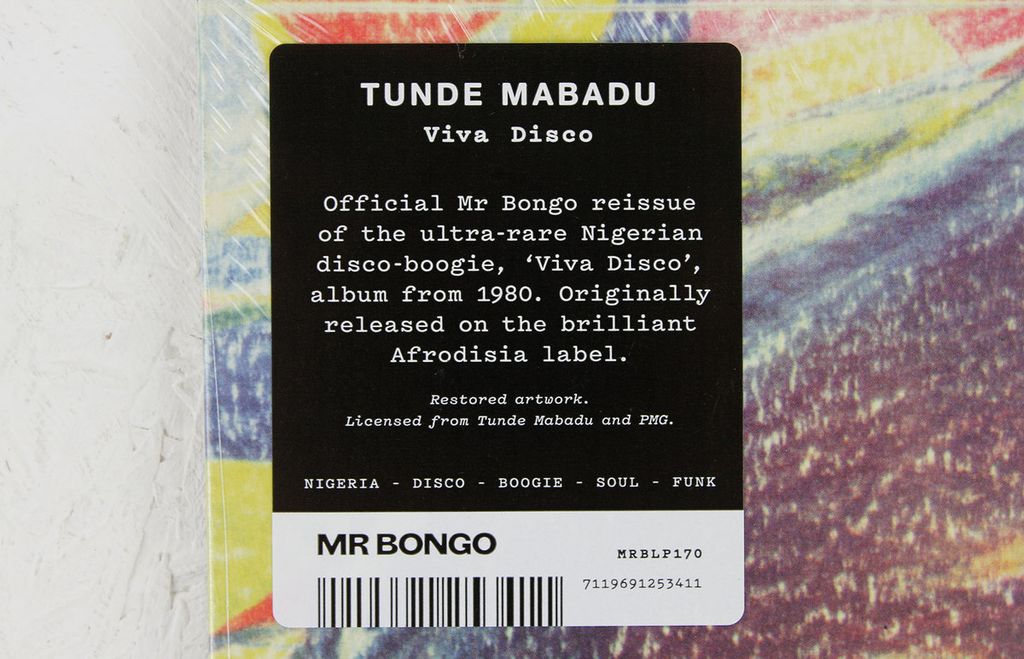 TUNDE MABADU
Viva Disco
Official Mr Bongo reissue
of the ultra-rare Nigerian
disco-boogie, ‘Viva Disco’,
album from 1980. Originally
released on the brilliant
Afrodisia label.
Restored artwork.
Licensed from Tunde Mabadu and PMG.
NIGERIA - DISCO - BOOGIE - SOUL - FUNK
MR BONGO
MRBLP170
7119691253411